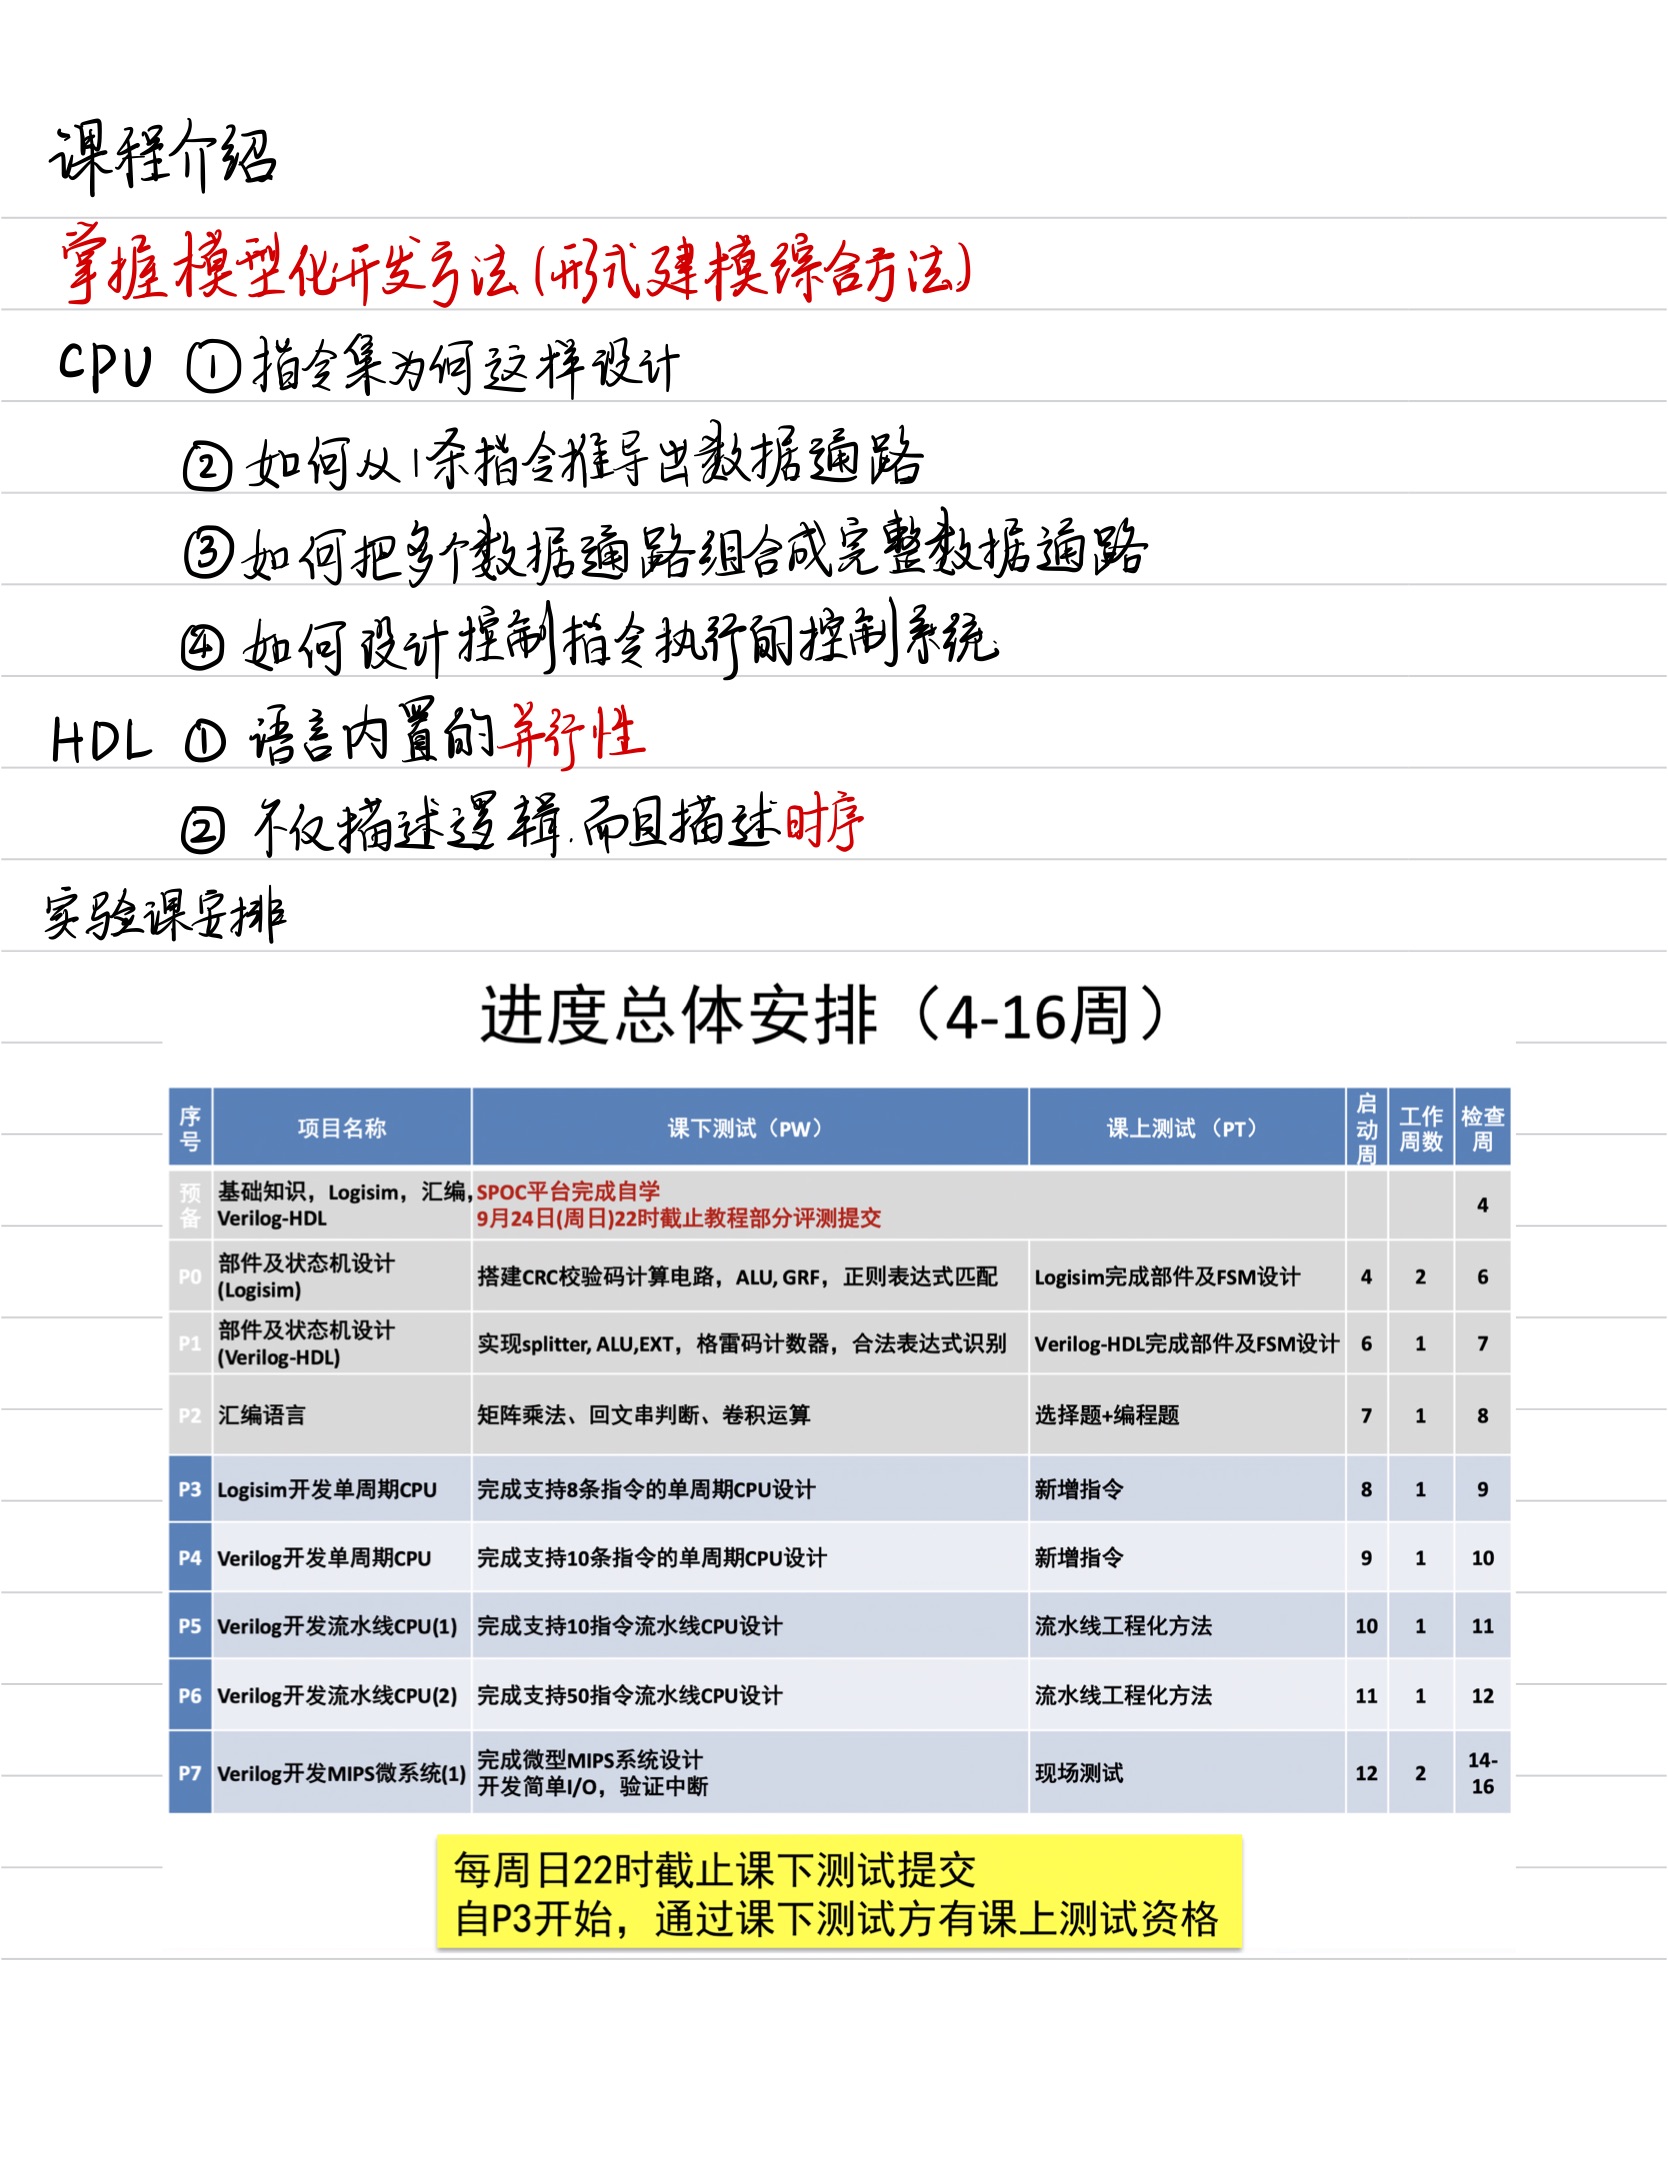 课程介绍
掌握模型化开发方法(形式建模综合方法)
CPU ①指令集为何这样设计
②如何从1条指令推导出数据通路
③如何把多个数据通路组合成完整数据通路
④如何设计控制指令执行的控制系统.
HDL ①语言内置的并行性
②不仅描述逻辑.而且描述时序
实验课安排
进度总体安排（4-16周）
序号 项目名称 课下测试（PW） 课上测试 （PT） 启动周 工作周数 检查周
预备 基础知识，Logisim，汇编，Verilog-HDL SPOC平台完成自学 9月24日(周日)22时截止教程部分评测提交 4
P0 部件及状态机设计(Logisim) 搭建CRC校验码计算电路，ALU, GRF，正则表达式匹配 Logisim完成部件及FSM设计 4 2 6
P1 部件及状态机设计(Verilog-HDL) 实现splitter, ALU,EXT，格雷码计数器，合法表达式识别 Verilog-HDL完成部件及FSM设计 6 1 7
P2 汇编语言 矩阵乘法、回文串判断、卷积运算 选择题+编程题 7 1 8
P3 Logisim开发单周期CPU 完成支持8条指令的单周期CPU设计 新增指令 8 1 9
P4 Verilog开发单周期CPU 完成支持10条指令的单周期CPU设计 新增指令 9 1 10
P5 Verilog开发流水线CPU(1) 完成支持10指令流水线CPU设计 流水线工程化方法 10 1 11
P6 Verilog开发流水线CPU(2) 完成支持50指令流水线CPU设计 流水线工程化方法 11 1 12
P7 Verilog开发MIPS微系统(1) 完成微型MIPS系统设计 开发简单I/O，验证中断 现场测试 12 2 14-16
每周日22时截止课下测试提交
自P3开始，通过课下测试方有课上测试资格